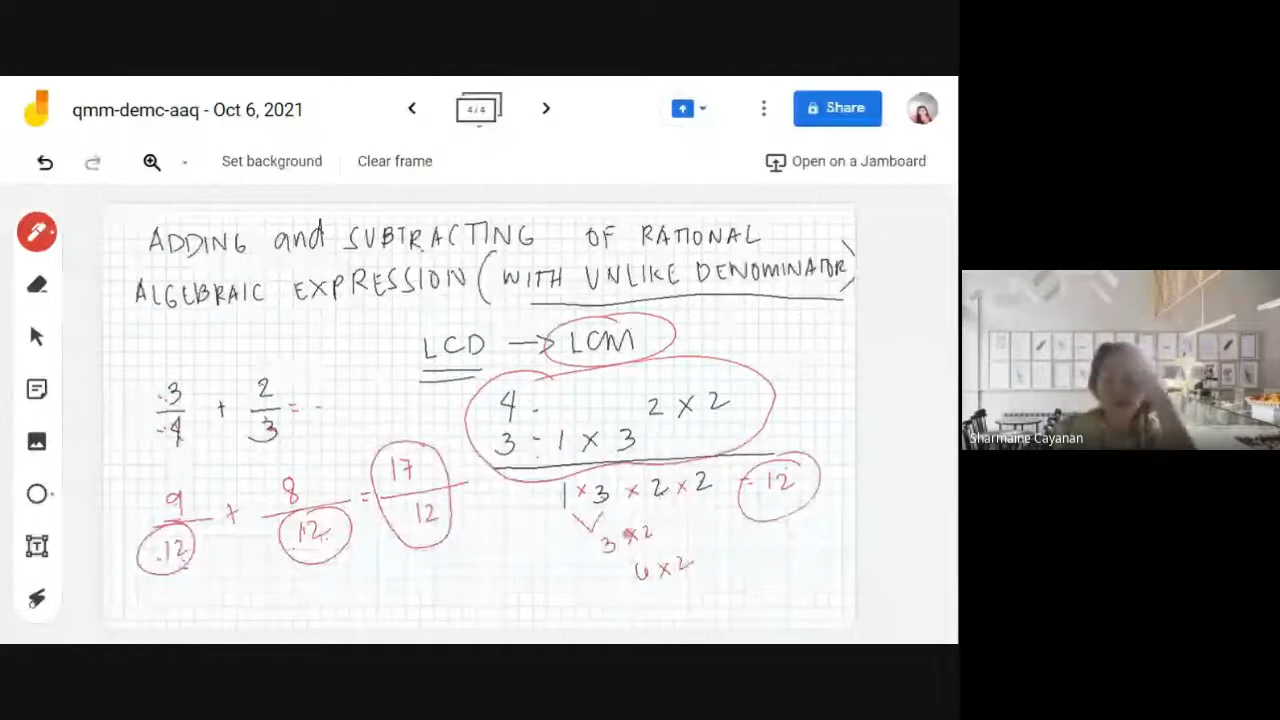 qmm-demc-aaq - Oct 6, 2021
4/4
Share
Set background
Clear frame
Open on a Jamboard
ADDING and SUBTRACTING OF RATIONAL
ALGEBRAIC EXPRESSION (WITH UNLIKE DENOMINATOR)
LCD → LCM
3/4 + 2/3 =
4 - 2 × 2
3 - 1 × 3
1 × 3 × 2 × 2 = 12
3 × 2
6 × 2
9/12 + 8/12 = 17/12
Sharmaine Cayanan